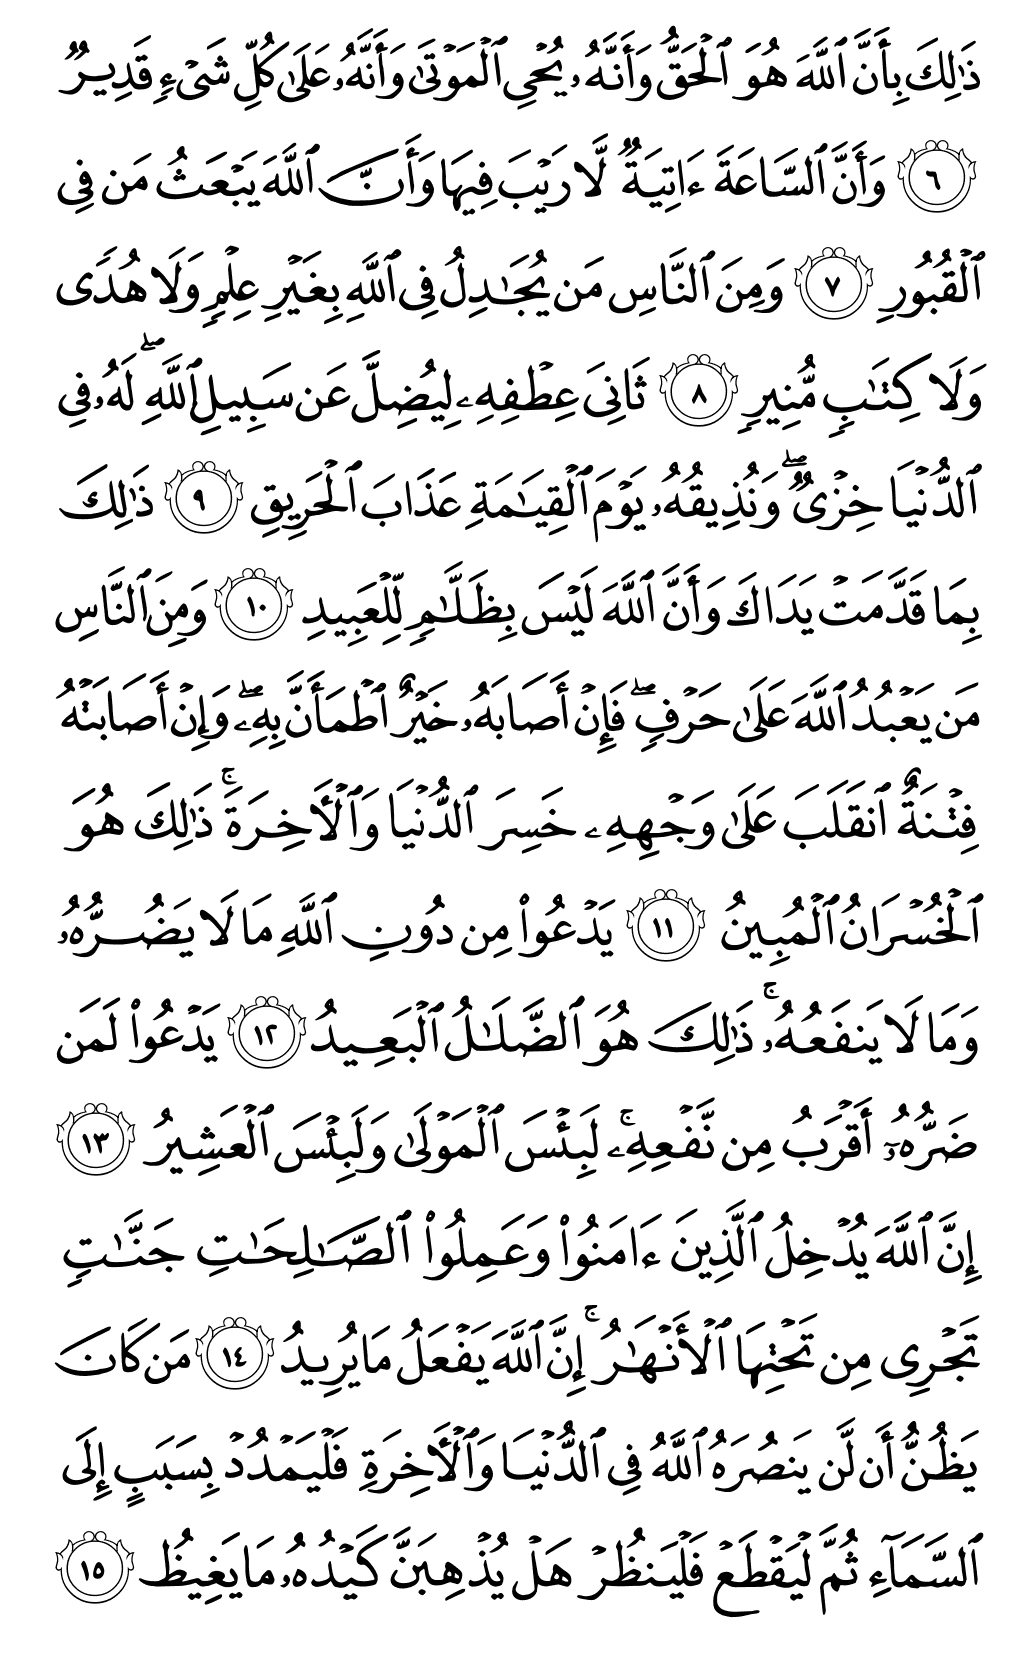 ذَٰلِكَ بِأَنَّ ٱللَّهَ هُوَ ٱلْحَقُّ وَأَنَّهُۥ يُحْىِ ٱلْمَوْتَىٰ وَأَنَّهُۥ عَلَىٰ كُلِّ شَىْءٍ قَدِيرٌ
٦ وَأَنَّ ٱلسَّاعَةَ ءَاتِيَةٌ لَّا رَيْبَ فِيهَا وَأَنَّ ٱللَّهَ يَبْعَثُ مَن فِى
ٱلْقُبُورِ ٧ وَمِنَ ٱلنَّاسِ مَن يُجَـٰدِلُ فِى ٱللَّهِ بِغَيْرِ عِلْمٍ وَلَا هُدًى
وَلَا كِتَـٰبٍ مُّنِيرٍ ٨ ثَانِىَ عِطْفِهِۦ لِيُضِلَّ عَن سَبِيلِ ٱللَّهِ ۖ لَهُۥ فِى
ٱلدُّنْيَا خِزْىٌ ۖ وَنُذِيقُهُۥ يَوْمَ ٱلْقِيَـٰمَةِ عَذَابَ ٱلْحَرِيقِ ٩ ذَٰلِكَ
بِمَا قَدَّمَتْ يَدَاكَ وَأَنَّ ٱللَّهَ لَيْسَ بِظَلَّـٰمٍ لِّلْعَبِيدِ ١٠ وَمِنَ ٱلنَّاسِ
مَن يَعْبُدُ ٱللَّهَ عَلَىٰ حَرْفٍ ۖ فَإِنْ أَصَابَهُۥ خَيْرٌ ٱطْمَأَنَّ بِهِۦ ۖ وَإِنْ أَصَابَتْهُ
فِتْنَةٌ ٱنقَلَبَ عَلَىٰ وَجْهِهِۦ خَسِرَ ٱلدُّنْيَا وَٱلْـَٔاخِرَةَ ۚ ذَٰلِكَ هُوَ
ٱلْخُسْرَانُ ٱلْمُبِينُ ١١ يَدْعُوا۟ مِن دُونِ ٱللَّهِ مَا لَا يَضُرُّهُۥ
وَمَا لَا يَنفَعُهُۥ ۚ ذَٰلِكَ هُوَ ٱلضَّلَـٰلُ ٱلْبَعِيدُ ١٢ يَدْعُوا۟ لَمَن
ضَرُّهُۥٓ أَقْرَبُ مِن نَّفْعِهِۦ ۚ لَبِئْسَ ٱلْمَوْلَىٰ وَلَبِئْسَ ٱلْعَشِيرُ ١٣
إِنَّ ٱللَّهَ يُدْخِلُ ٱلَّذِينَ ءَامَنُوا۟ وَعَمِلُوا۟ ٱلصَّـٰلِحَـٰتِ جَنَّـٰتٍ
تَجْرِى مِن تَحْتِهَا ٱلْأَنْهَـٰرُ ۚ إِنَّ ٱللَّهَ يَفْعَلُ مَا يُرِيدُ ١٤ مَن كَانَ
يَظُنُّ أَن لَّن يَنصُرَهُ ٱللَّهُ فِى ٱلدُّنْيَا وَٱلْـَٔاخِرَةِ فَلْيَمْدُدْ بِسَبَبٍ إِلَى
ٱلسَّمَآءِ ثُمَّ لْيَقْطَعْ فَلْيَنظُرْ هَلْ يُذْهِبَنَّ كَيْدُهُۥ مَا يَغِيظُ ١٥